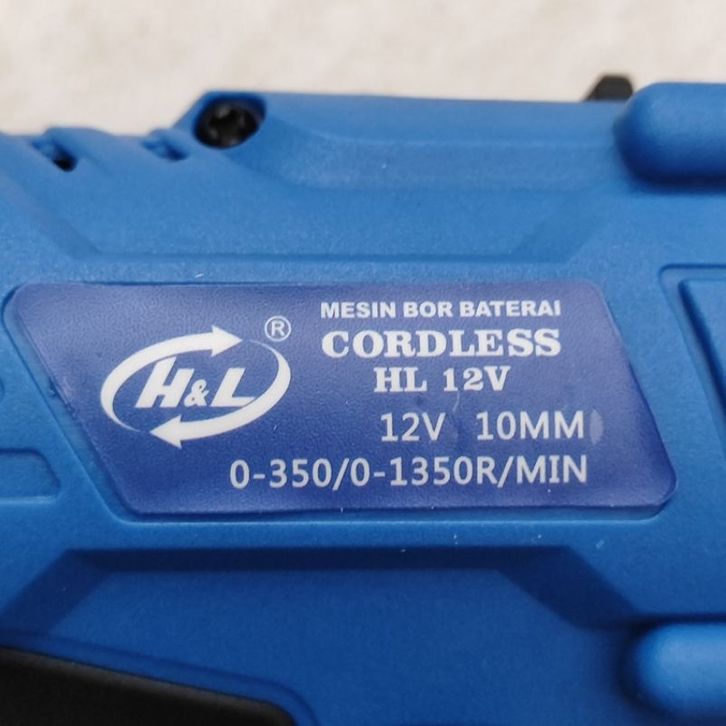 H&L ®
MESIN BOR BATERAI
CORDLESS
HL 12V
12V 10MM
0-350/0-1350R/MIN